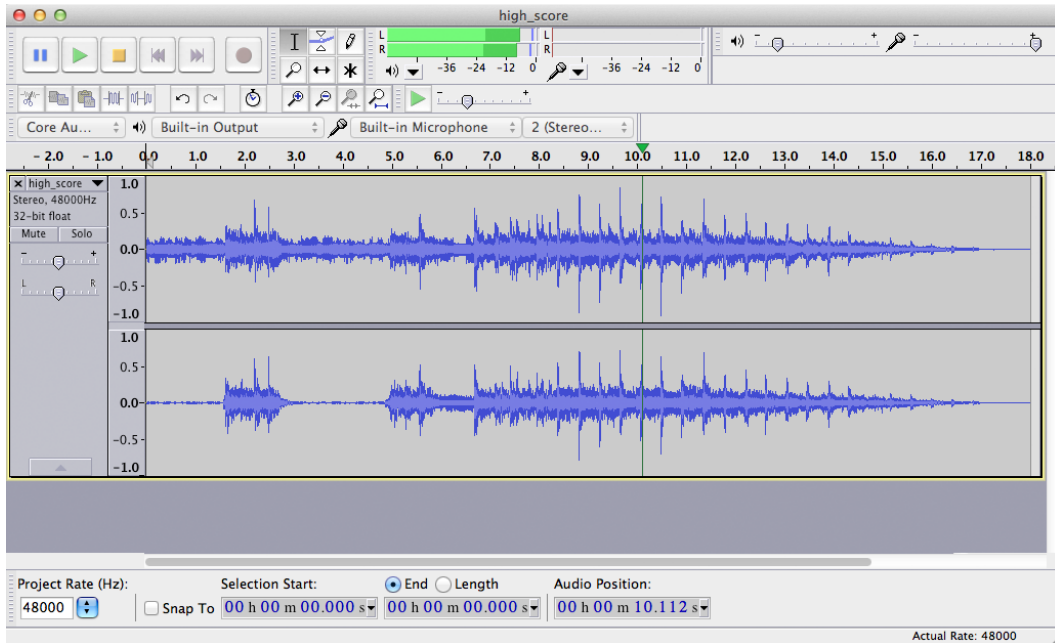 high_score
L
R
-36 -24 -12 0
L
R
-36 -24 -12 0
- +
- +
- +
Core Au... Built-in Output Built-in Microphone 2 (Stereo...
- 2.0 - 1.0 0.0 1.0 2.0 3.0 4.0 5.0 6.0 7.0 8.0 9.0 10.0 11.0 12.0 13.0 14.0 15.0 16.0 17.0 18.0
high_score
Stereo, 48000Hz
32-bit float
Mute Solo
- +
L R
1.0
0.5-
0.0-
-0.5-
-1.0
1.0
0.5-
0.0-
-0.5-
-1.0
Project Rate (Hz): Selection Start: End Length Audio Position:
48000 Snap To 00 h 00 m 00.000 s 00 h 00 m 00.000 s 00 h 00 m 10.112 s
Actual Rate: 48000